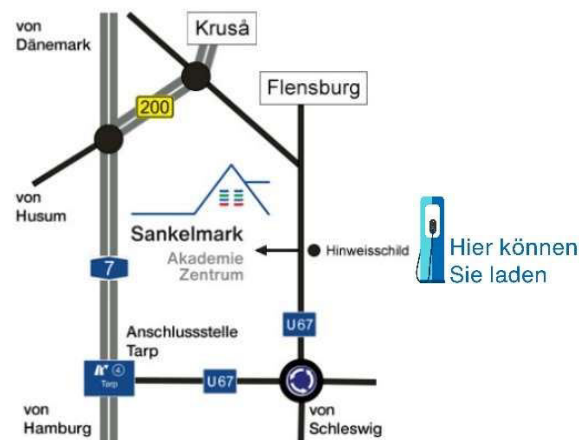 von
Dänemark
Kruså
200
Flensburg
von
Husum
Sankelmark
Akademie
Zentrum
Hinweisschild
Hier können
Sie laden
7
U67
Anschlussstelle
Tarp
4
Tarp
U67
von
Hamburg
von
Schleswig